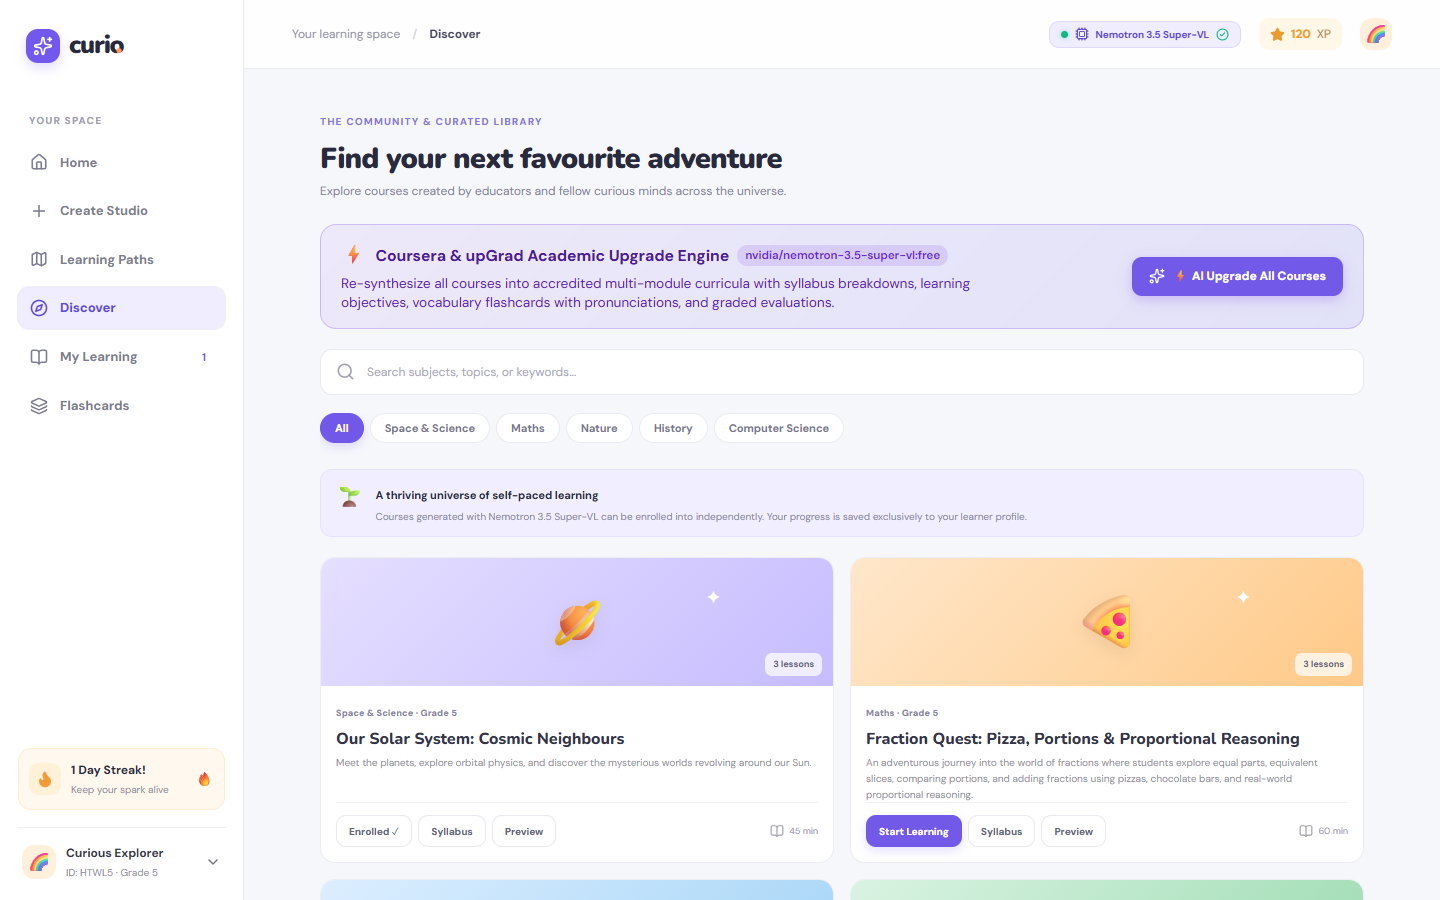 curio
YOUR SPACE
Home
Create Studio
Learning Paths
Discover
My Learning 1
Flashcards
1 Day Streak!
Keep your spark alive
Curious Explorer
ID: HTWL5 · Grade 5
Your learning space / Discover
Nemotron 3.5 Super-VL
120 XP
THE COMMUNITY & CURATED LIBRARY
Find your next favourite adventure
Explore courses created by educators and fellow curious minds across the universe.
Coursera & upGrad Academic Upgrade Engine nvidia/nemotron-3.5-super-vl:free
Re-synthesize all courses into accredited multi-module curricula with syllabus breakdowns, learning
objectives, vocabulary flashcards with pronunciations, and graded evaluations.
AI Upgrade All Courses
Search subjects, topics, or keywords...
All Space & Science Maths Nature History Computer Science
A thriving universe of self-paced learning
Courses generated with Nemotron 3.5 Super-VL can be enrolled into independently. Your progress is saved exclusively to your learner profile.
3 lessons
Space & Science · Grade 5
Our Solar System: Cosmic Neighbours
Meet the planets, explore orbital physics, and discover the mysterious worlds revolving around our Sun.
Enrolled ✓ Syllabus Preview 45 min
3 lessons
Maths · Grade 5
Fraction Quest: Pizza, Portions & Proportional Reasoning
An adventurous journey into the world of fractions where students explore equal parts, equivalent
slices, comparing portions, and adding fractions using pizzas, chocolate bars, and real-world
proportional reasoning.
Start Learning Syllabus Preview 60 min